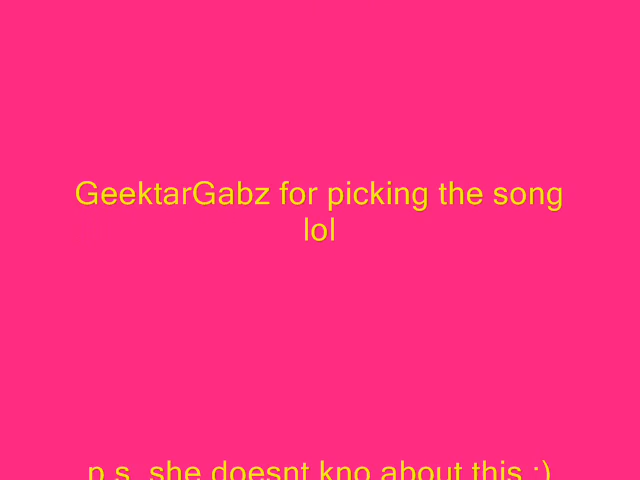 GeektarGabz for picking the song
lol
p.s. she doesnt kno about this :)